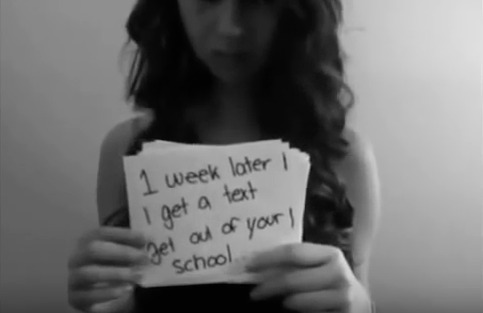 1 week later I
I get a text
get out of your
school...